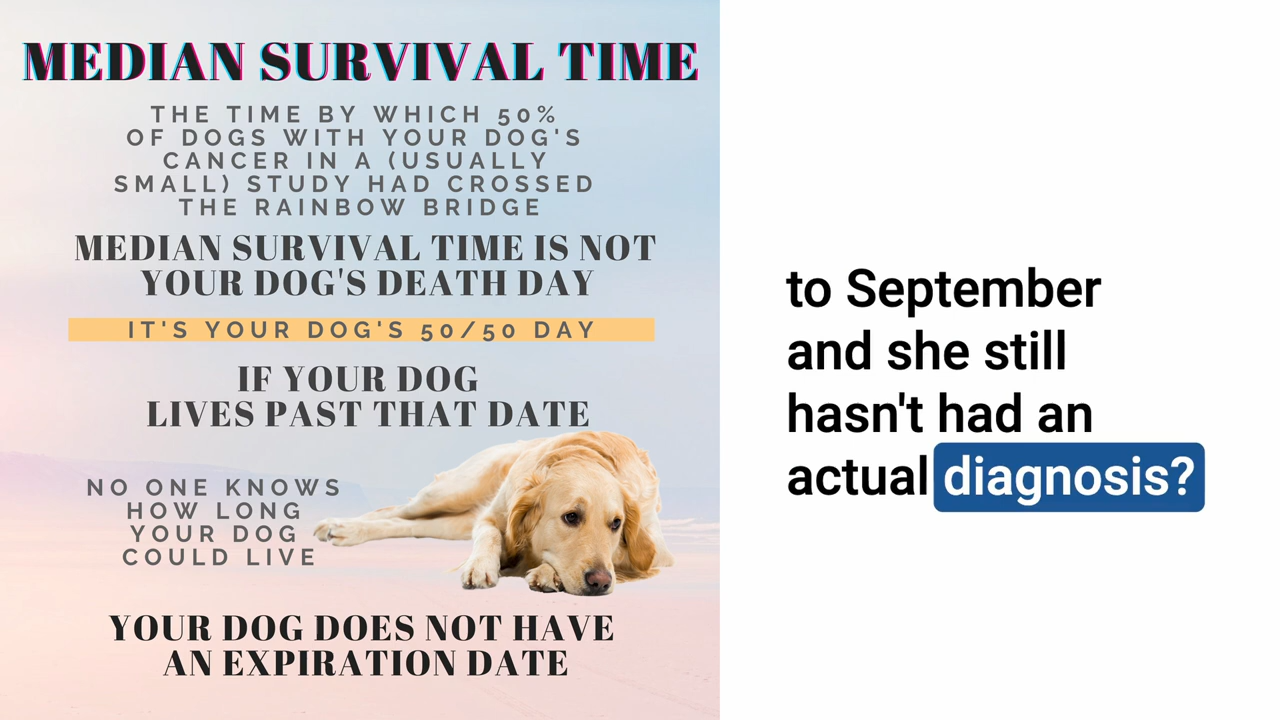 MEDIAN SURVIVAL TIME
THE TIME BY WHICH 50%
OF DOGS WITH YOUR DOG'S
CANCER IN A (USUALLY
SMALL) STUDY HAD CROSSED
THE RAINBOW BRIDGE
MEDIAN SURVIVAL TIME IS NOT
YOUR DOG'S DEATH DAY
IT'S YOUR DOG'S 50/50 DAY
IF YOUR DOG
LIVES PAST THAT DATE
NO ONE KNOWS
HOW LONG
YOUR DOG
COULD LIVE
YOUR DOG DOES NOT HAVE
AN EXPIRATION DATE
to September
and she still
hasn't had an
actual diagnosis?